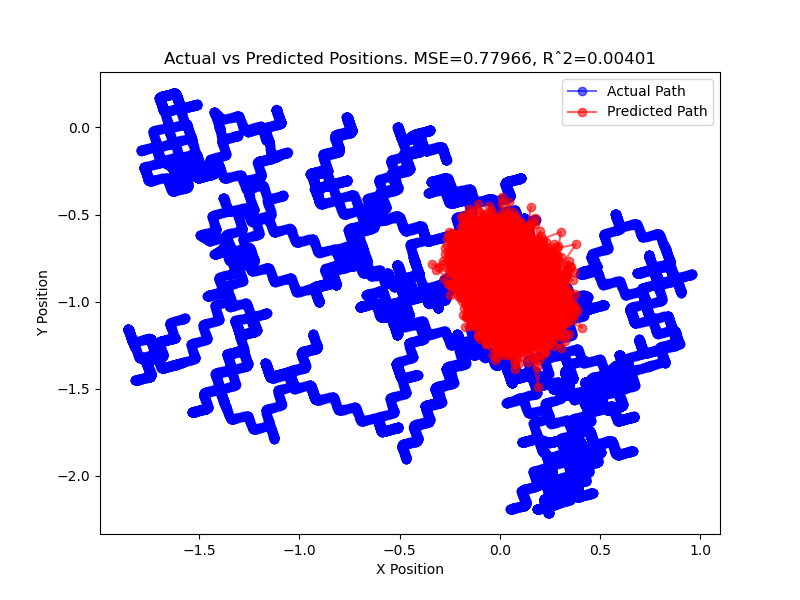 Actual vs Predicted Positions. MSE=0.77966, Rˆ2=0.00401
Actual Path
Predicted Path
Y Position
0.0
−0.5
−1.0
−1.5
−2.0
−1.5 −1.0 −0.5 0.0 0.5 1.0
X Position